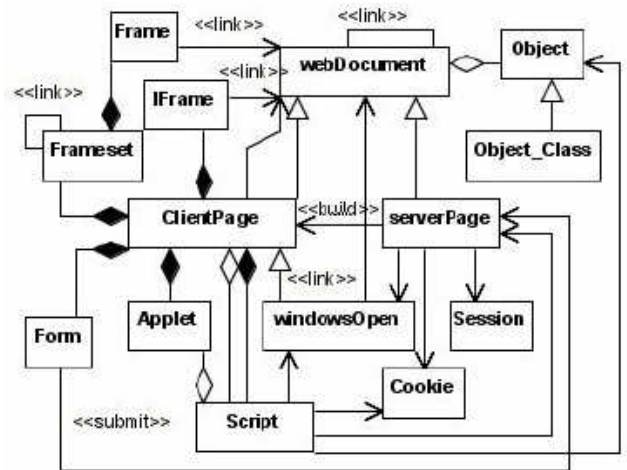 <<link>>
Frame
<<link>>
Object
webDocument
<<link>>
<<link>>
IFrame
Frameset
Object_Class
ClientPage
<<build>>
serverPage
<<link>>
Form
Applet
windowsOpen
Session
Cookie
<<submit>>
Script